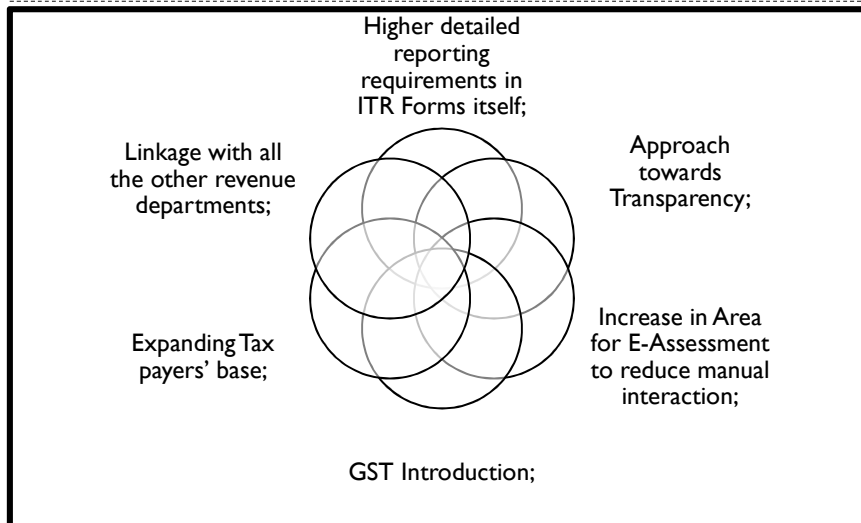 Higher detailed
reporting
requirements in
ITR Forms itself;
Approach
towards
Transparency;
Increase in Area
for E-Assessment
to reduce manual
interaction;
GST Introduction;
Expanding Tax
payers’ base;
Linkage with all
the other revenue
departments;